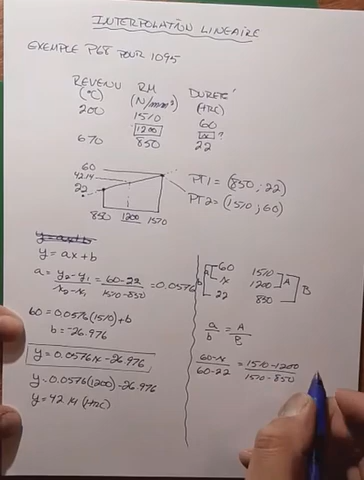 INTERPOLATION LINEAIRE
EXEMPLE P68 POUR 1095
REVENU RM DURETÉ
(°C) (N/mm²) (HRC)
200 1510 60
1200 x ?
670 850 22
60
42.14
22
850 1200 1510
PT1 = (850 ; 22)
PT2 = (1510 ; 60)
y = ax + b
y = ax + b
a = y₂ - y₁ / x₂ - x₁ = 60 - 22 / 1510 - 850 = 0.0576
60 = 0.0576(1510) + b
b = -26.976
y = 0.0576x - 26.976
y = 0.0576(1200) - 26.976
y = 42.14 (HRC)
60 1510
b a x 1200 A B
22 850
a / b = A / B
60 - x / 60 - 22 = 1510 - 1200 / 1510 - 850